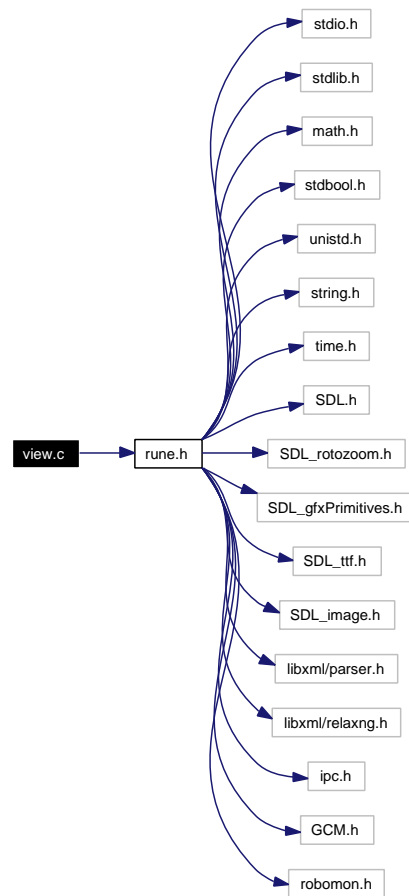 stdio.h
stdlib.h
math.h
stdbool.h
unistd.h
string.h
time.h
SDL.h
view.c
rune.h
SDL_rotozoom.h
SDL_gfxPrimitives.h
SDL_ttf.h
SDL_image.h
libxml/parser.h
libxml/relaxng.h
ipc.h
GCM.h
robomon.h